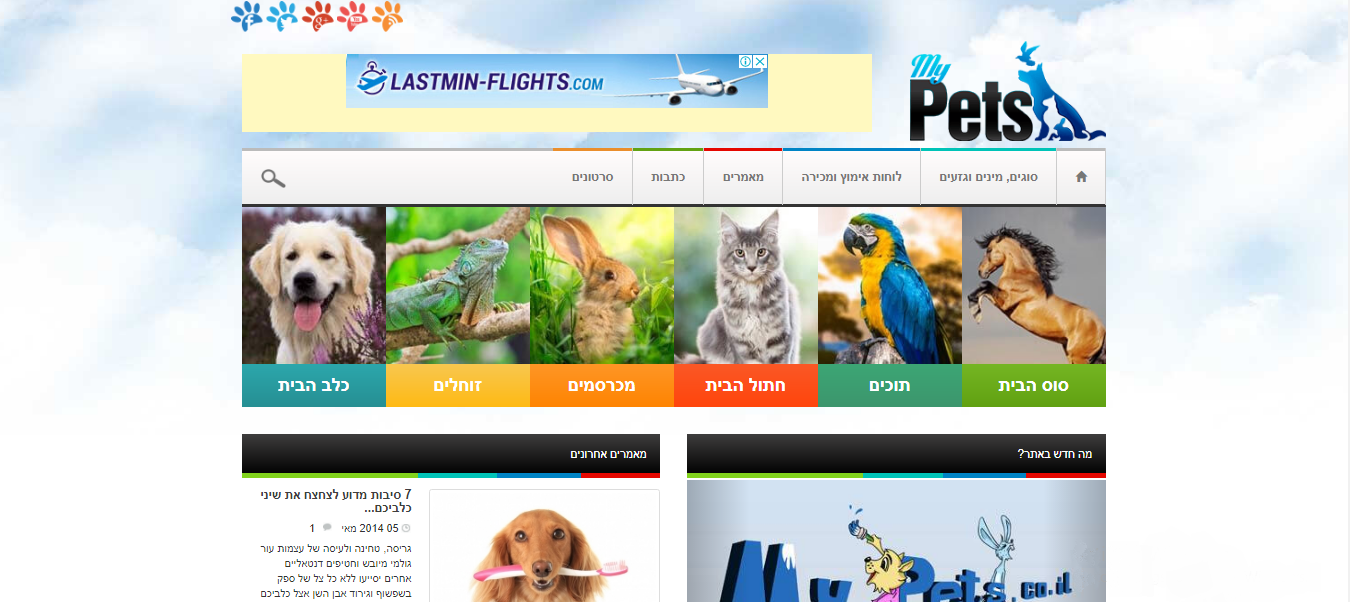 LASTMIN-FLIGHTS.COM
My
Pets
סוגים, מינים וגזעים
לוחות אימוץ ומכירה
מאמרים
כתבות
סרטונים
סוס הבית
תוכים
חתול הבית
מכרסמים
זוחלים
כלב הבית
מה חדש באתר?
My Pets.co.il
מאמרים אחרונים
7 סיבות מדוע לצחצח את שיני
כלביכם...
05 מאי 2014 1
גריסה, טחינה ולעיסה של עצמות עור
גולמי מיובש וחטיפים דנטאליים
אחרים יסייעו ללא כל צל של ספק
בשפשוף וגירוד אבן השן אצל כלביכם